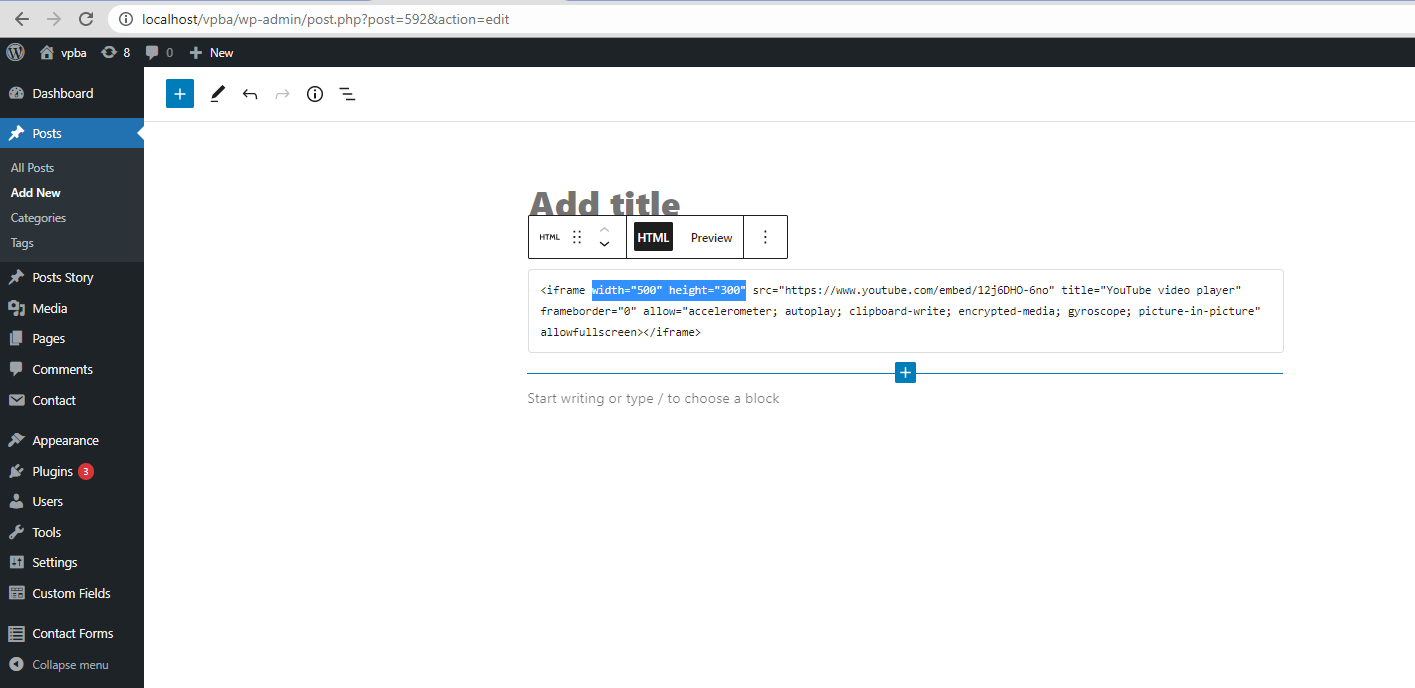 localhost/vpba/wp-admin/post.php?post=592&action=edit
vpba 8 0 New
Dashboard
Posts
All Posts
Add New
Categories
Tags
Posts Story
Media
Pages
Comments
Contact
Appearance
Plugins 3
Users
Tools
Settings
Custom Fields
Contact Forms
Collapse menu
Add title
HTML HTML Preview
<iframe width="500" height="300" src="https://www.youtube.com/embed/12j6DHO-6no" title="YouTube video player"
frameborder="0" allow="accelerometer; autoplay; clipboard-write; encrypted-media; gyroscope; picture-in-picture"
allowfullscreen></iframe>
Start writing or type / to choose a block